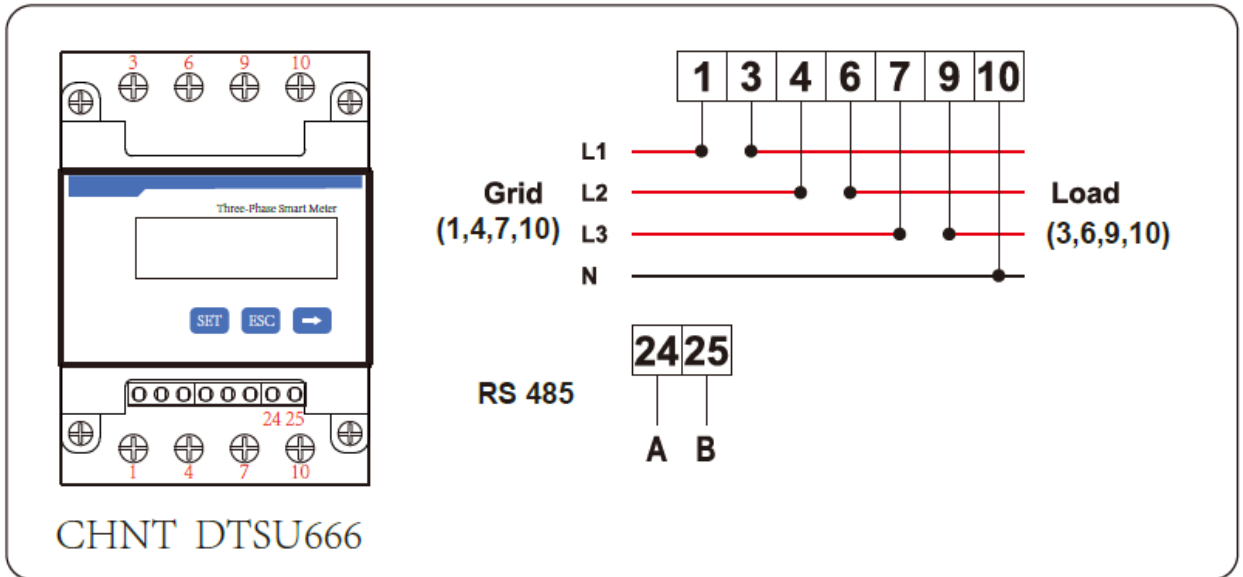 3 6 9 10
Three-Phase Smart Meter
SET ESC
24 25
1 4 7 10
CHNT DTSU666
1 3 4 6 7 9 10
L1
Grid L2 Load
(1,4,7,10) L3 (3,6,9,10)
N
24 25
RS 485
A B